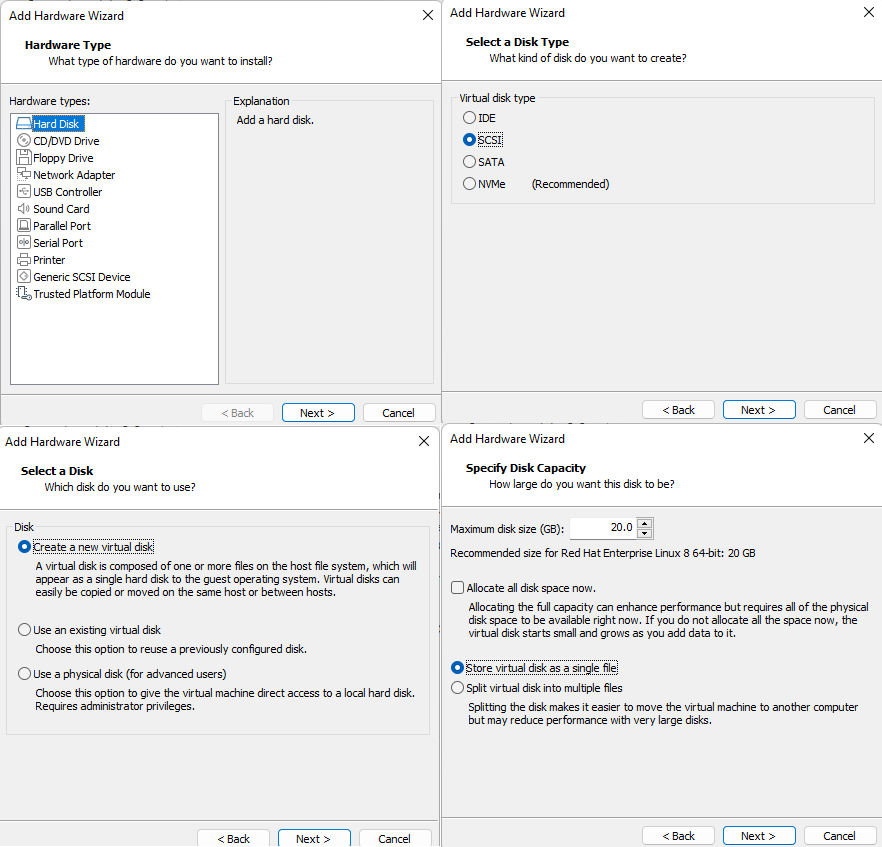 Add Hardware Wizard
Hardware Type
What type of hardware do you want to install?
Hardware types:
Hard Disk
CD/DVD Drive
Floppy Drive
Network Adapter
USB Controller
Sound Card
Parallel Port
Serial Port
Printer
Generic SCSI Device
Trusted Platform Module
Explanation
Add a hard disk.
< Back
Next >
Cancel
Add Hardware Wizard
Select a Disk Type
What kind of disk do you want to create?
Virtual disk type
IDE
SCSI
SATA
NVMe (Recommended)
< Back
Next >
Cancel
Add Hardware Wizard
Select a Disk
Which disk do you want to use?
Disk
Create a new virtual disk
A virtual disk is composed of one or more files on the host file system, which will
appear as a single hard disk to the guest operating system. Virtual disks can
easily be copied or moved on the same host or between hosts.
Use an existing virtual disk
Choose this option to reuse a previously configured disk.
Use a physical disk (for advanced users)
Choose this option to give the virtual machine direct access to a local hard disk.
Requires administrator privileges.
< Back
Next >
Cancel
Add Hardware Wizard
Specify Disk Capacity
How large do you want this disk to be?
Maximum disk size (GB): 20.0
Recommended size for Red Hat Enterprise Linux 8 64-bit: 20 GB
Allocate all disk space now.
Allocating the full capacity can enhance performance but requires all of the physical
disk space to be available right now. If you do not allocate all the space now, the
virtual disk starts small and grows as you add data to it.
Store virtual disk as a single file
Split virtual disk into multiple files
Splitting the disk makes it easier to move the virtual machine to another computer
but may reduce performance with very large disks.
< Back
Next >
Cancel